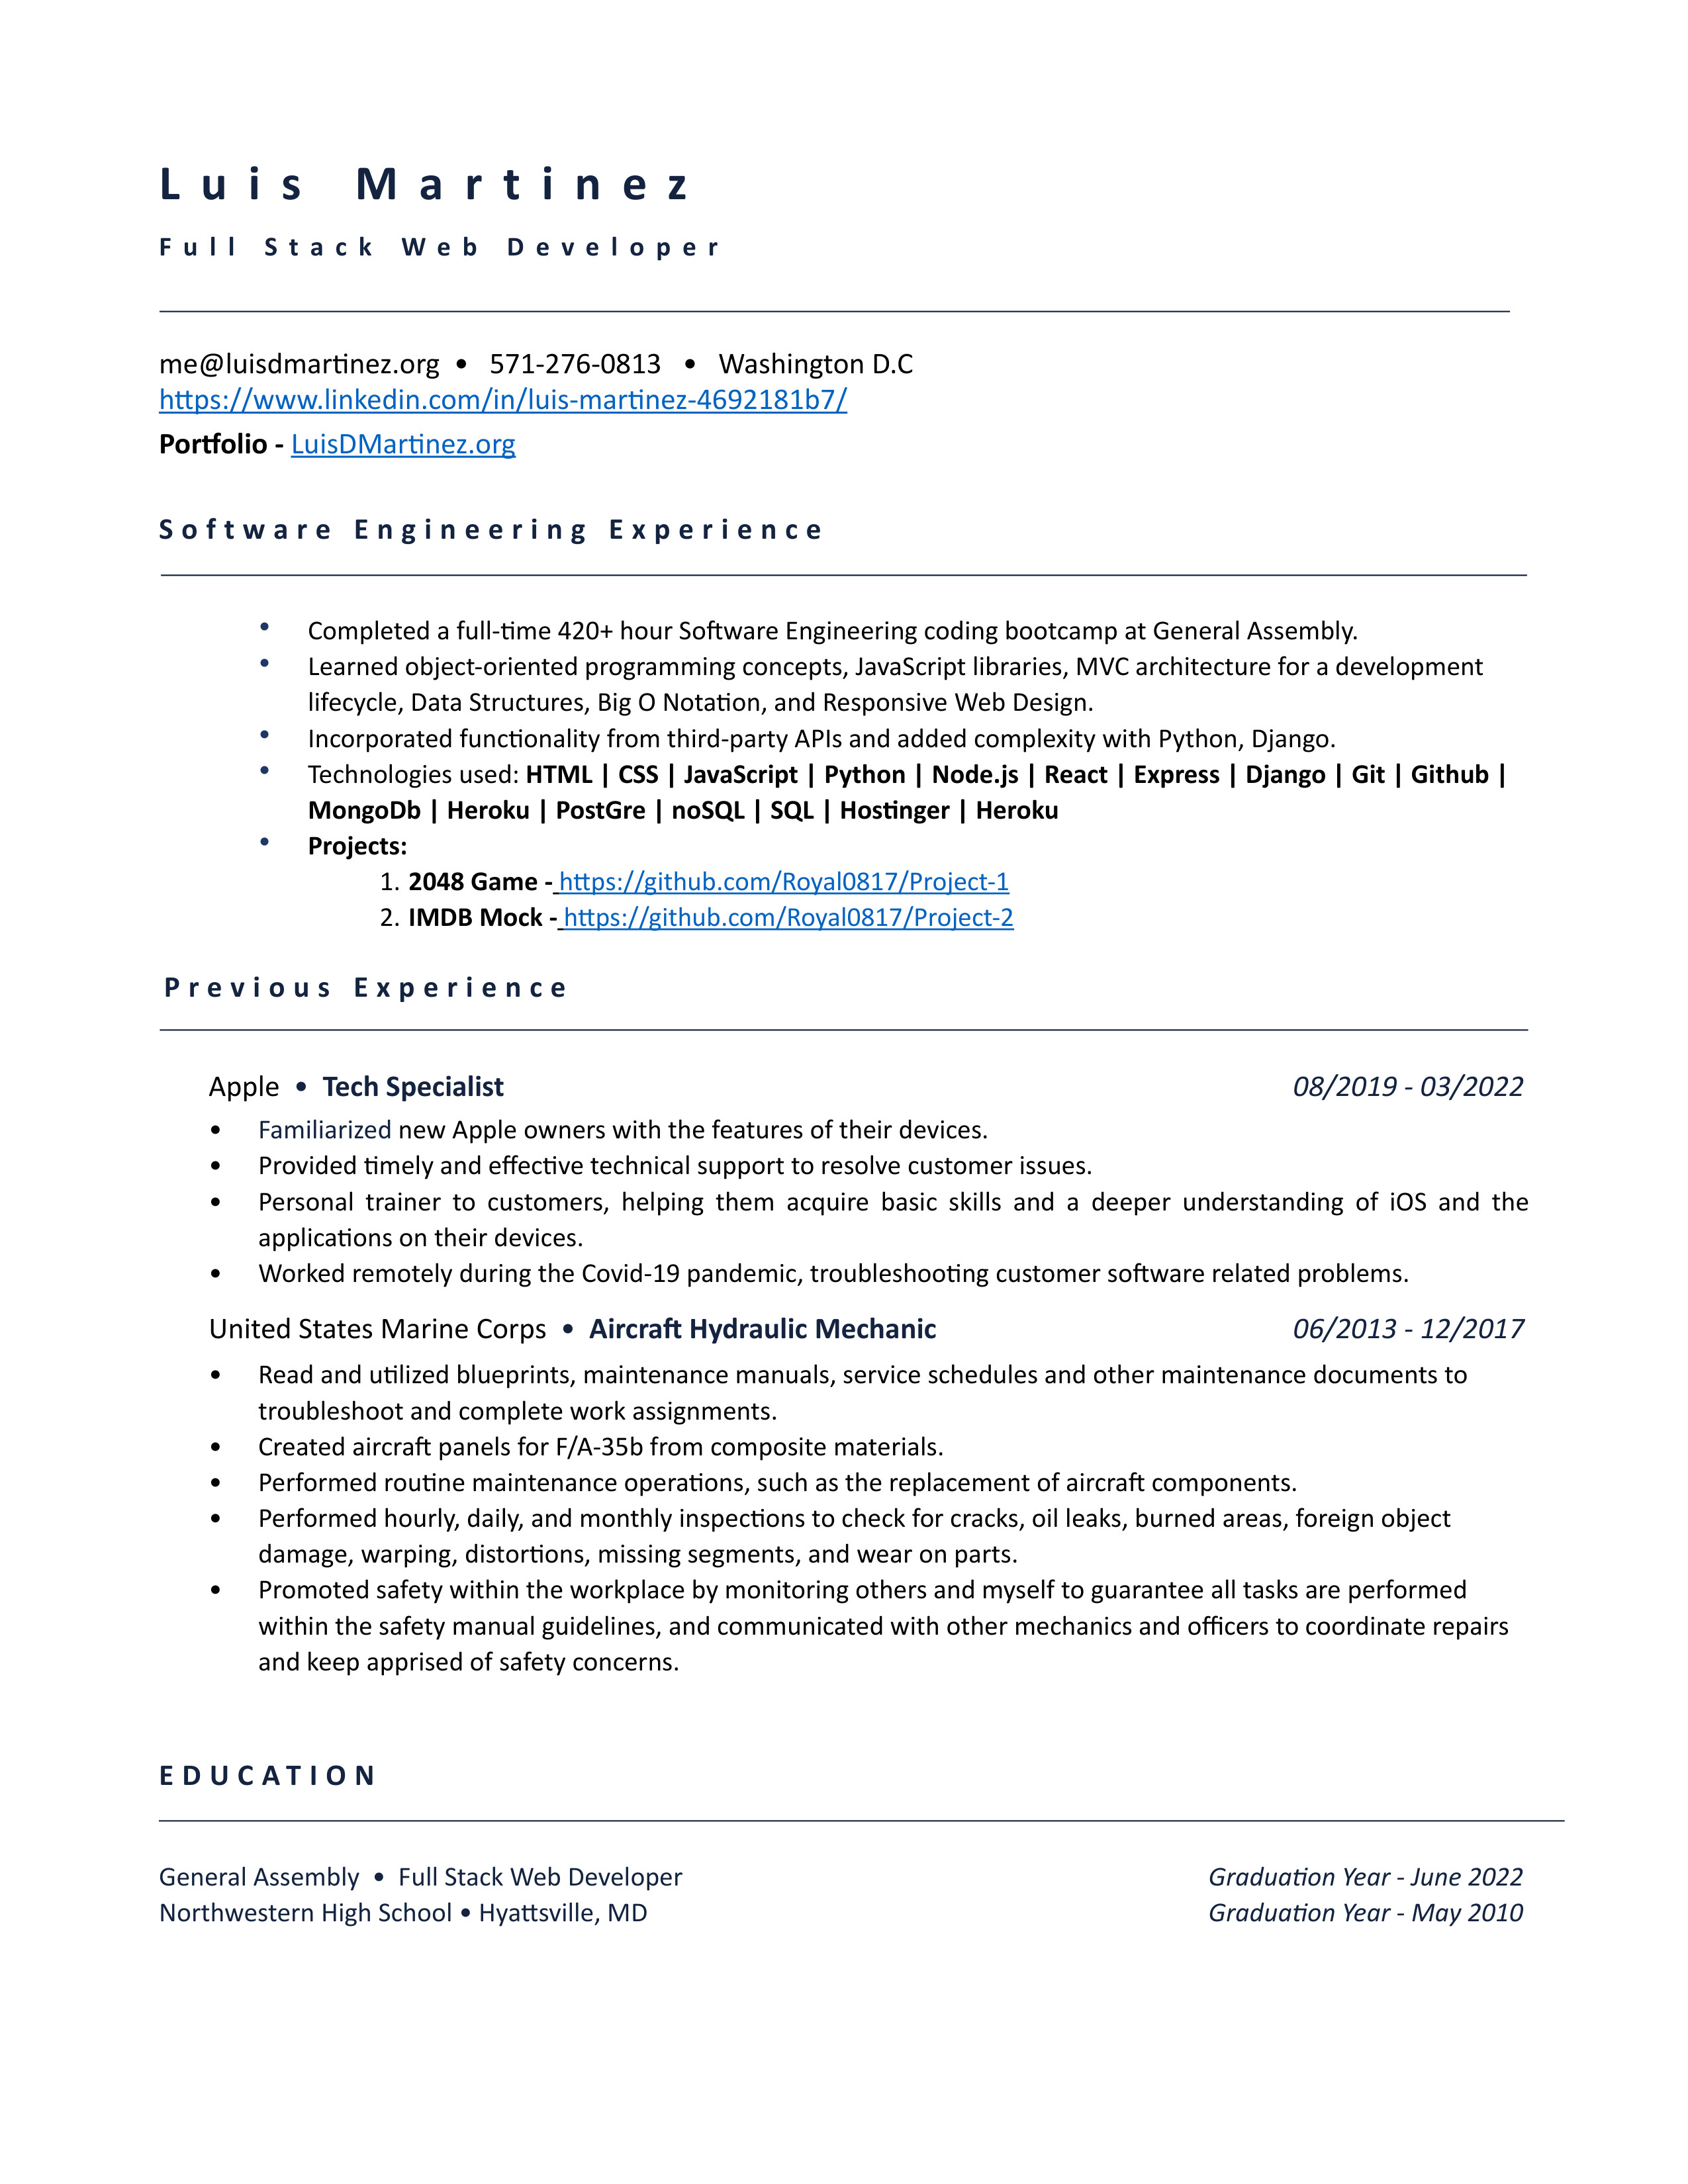 Luis Martinez
Full Stack Web Developer
me@luisdmartinez.org • 571-276-0813 • Washington D.C
https://www.linkedin.com/in/luis-martinez-4692181b7/
Portfolio - LuisDMartinez.org
Software Engineering Experience
• Completed a full-time 420+ hour Software Engineering coding bootcamp at General Assembly.
• Learned object-oriented programming concepts, JavaScript libraries, MVC architecture for a development
lifecycle, Data Structures, Big O Notation, and Responsive Web Design.
• Incorporated functionality from third-party APIs and added complexity with Python, Django.
• Technologies used: HTML | CSS | JavaScript | Python | Node.js | React | Express | Django | Git | Github |
MongoDb | Heroku | PostGre | noSQL | SQL | Hostinger | Heroku
• Projects:
1. 2048 Game - https://github.com/Royal0817/Project-1
2. IMDB Mock - https://github.com/Royal0817/Project-2
Previous Experience
Apple • Tech Specialist 08/2019 - 03/2022
• Familiarized new Apple owners with the features of their devices.
• Provided timely and effective technical support to resolve customer issues.
• Personal trainer to customers, helping them acquire basic skills and a deeper understanding of iOS and the
applications on their devices.
• Worked remotely during the Covid-19 pandemic, troubleshooting customer software related problems.
United States Marine Corps • Aircraft Hydraulic Mechanic 06/2013 - 12/2017
• Read and utilized blueprints, maintenance manuals, service schedules and other maintenance documents to
troubleshoot and complete work assignments.
• Created aircraft panels for F/A-35b from composite materials.
• Performed routine maintenance operations, such as the replacement of aircraft components.
• Performed hourly, daily, and monthly inspections to check for cracks, oil leaks, burned areas, foreign object
damage, warping, distortions, missing segments, and wear on parts.
• Promoted safety within the workplace by monitoring others and myself to guarantee all tasks are performed
within the safety manual guidelines, and communicated with other mechanics and officers to coordinate repairs
and keep apprised of safety concerns.
EDUCATION
General Assembly • Full Stack Web Developer Graduation Year - June 2022
Northwestern High School • Hyattsville, MD Graduation Year - May 2010